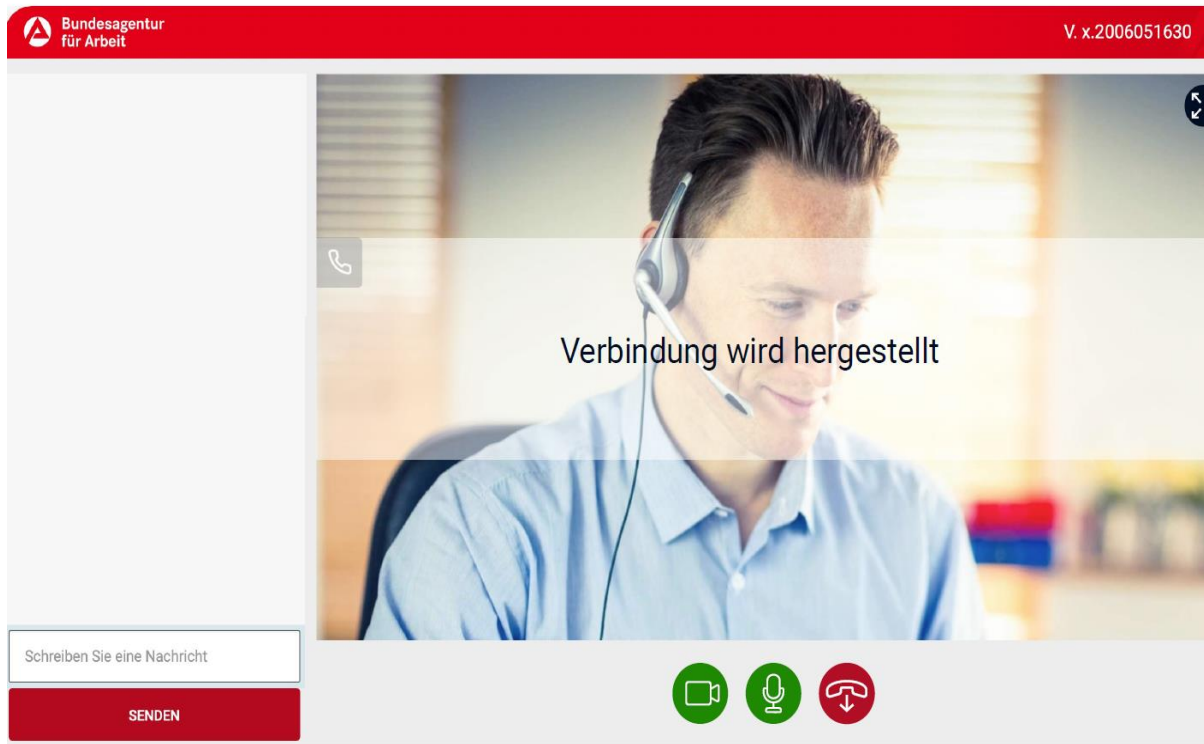 Bundesagentur
für Arbeit
V. x.2006051630
Verbindung wird hergestellt
Schreiben Sie eine Nachricht
SENDEN